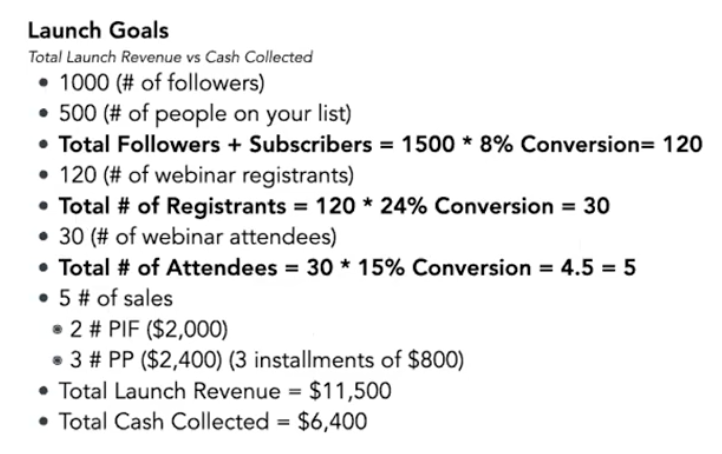 Launch Goals
Total Launch Revenue vs Cash Collected
• 1000 (# of followers)
• 500 (# of people on your list)
• Total Followers + Subscribers = 1500 * 8% Conversion= 120
• 120 (# of webinar registrants)
• Total # of Registrants = 120 * 24% Conversion = 30
• 30 (# of webinar attendees)
• Total # of Attendees = 30 * 15% Conversion = 4.5 = 5
• 5 # of sales
• 2 # PIF ($2,000)
• 3 # PP ($2,400) (3 installments of $800)
• Total Launch Revenue = $11,500
• Total Cash Collected = $6,400